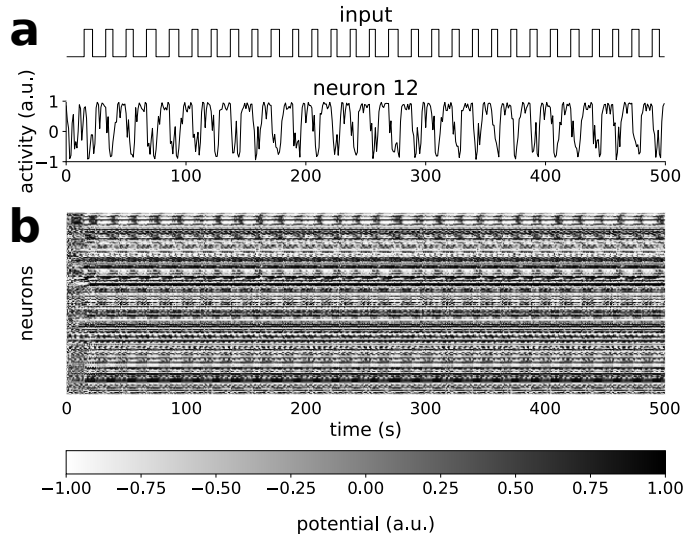 a
input
neuron 12
activity (a.u.)
1
0
−1
0 100 200 300 400 500
b
neurons
0 100 200 300 400 500
time (s)
−1.00 −0.75 −0.50 −0.25 0.00 0.25 0.50 0.75 1.00
potential (a.u.)